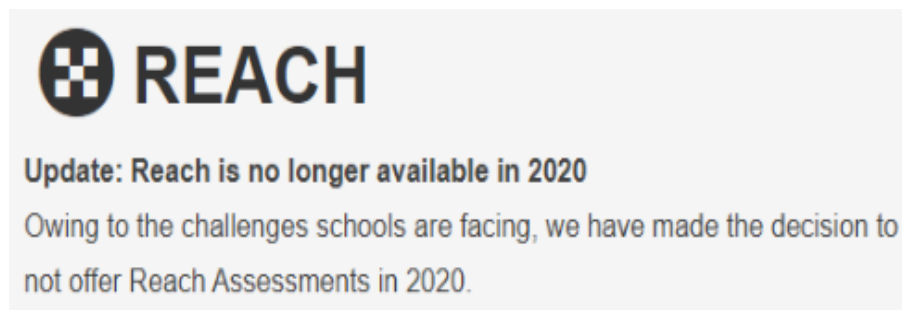 REACH
Update: Reach is no longer available in 2020
Owing to the challenges schools are facing, we have made the decision to
not offer Reach Assessments in 2020.